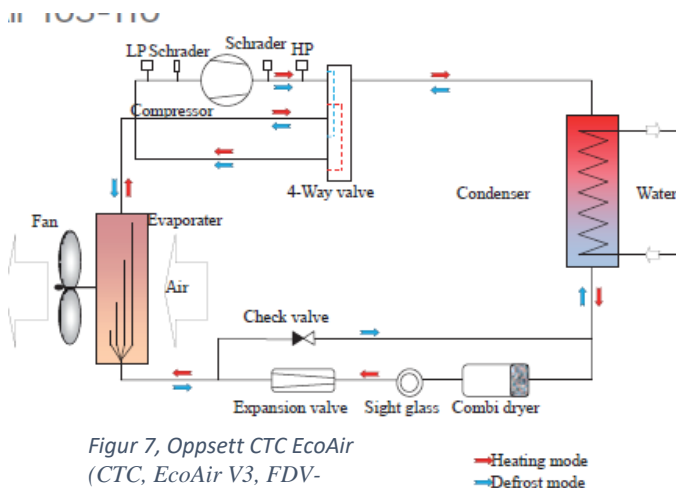 LP Schrader
Schrader HP
Compressor
4-Way valve
Condenser
Water
Fan
Evaporater
Air
Check valve
Expansion valve
Sight glass
Combi dryer
Figur 7, Oppsett CTC EcoAir
(CTC, EcoAir V3, FDV-
Heating mode
Defrost mode